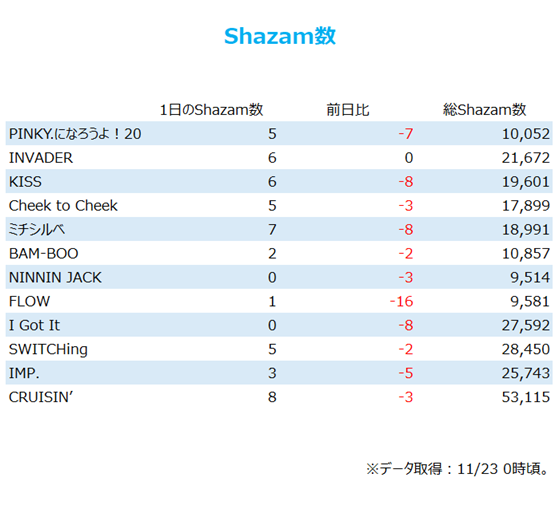 Shazam数
1日のShazam数 前日比 総Shazam数
PINKY.になろうよ！20 5 -7 10,052
INVADER 6 0 21,672
KISS 6 -8 19,601
Cheek to Cheek 5 -3 17,899
ミチシルベ 7 -8 18,991
BAM-BOO 2 -2 10,857
NINNIN JACK 0 -3 9,514
FLOW 1 -16 9,581
I Got It 0 -8 27,592
SWITCHing 5 -2 28,450
IMP. 3 -5 25,743
CRUISIN’ 8 -3 53,115
※データ取得：11/23 0時頃。